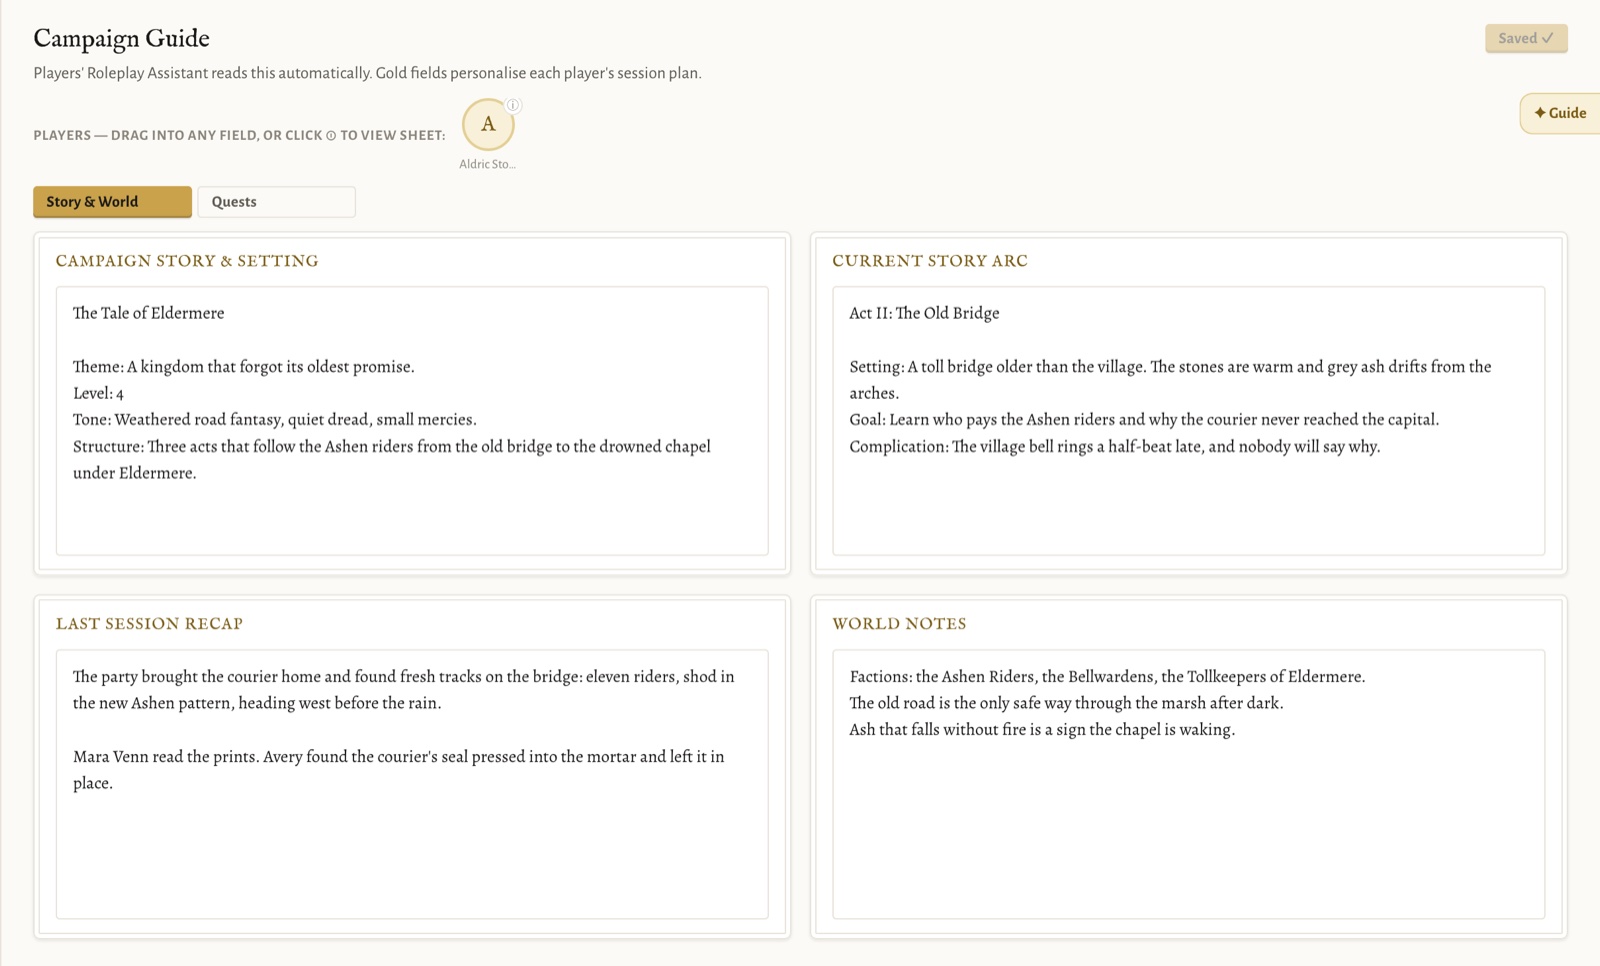 Campaign Guide
Saved ✓
Players' Roleplay Assistant reads this automatically. Gold fields personalise each player's session plan.
✦ Guide
PLAYERS — DRAG INTO ANY FIELD, OR CLICK ⓘ TO VIEW SHEET:
A
ⓘ
Aldric Sto...
Story & World
Quests
CAMPAIGN STORY & SETTING
The Tale of Eldermere
Theme: A kingdom that forgot its oldest promise.
Level: 4
Tone: Weathered road fantasy, quiet dread, small mercies.
Structure: Three acts that follow the Ashen riders from the old bridge to the drowned chapel
under Eldermere.
CURRENT STORY ARC
Act II: The Old Bridge
Setting: A toll bridge older than the village. The stones are warm and grey ash drifts from the
arches.
Goal: Learn who pays the Ashen riders and why the courier never reached the capital.
Complication: The village bell rings a half-beat late, and nobody will say why.
LAST SESSION RECAP
The party brought the courier home and found fresh tracks on the bridge: eleven riders, shod in
the new Ashen pattern, heading west before the rain.
Mara Venn read the prints. Avery found the courier's seal pressed into the mortar and left it in
place.
WORLD NOTES
Factions: the Ashen Riders, the Bellwardens, the Tollkeepers of Eldermere.
The old road is the only safe way through the marsh after dark.
Ash that falls without fire is a sign the chapel is waking.